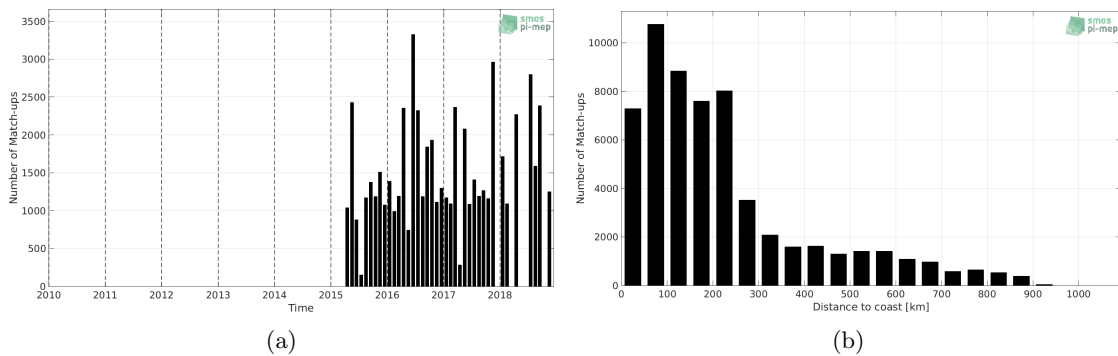 3500
3000
2500
2000
1500
1000
500
0
Number of Match-ups
2010 2011 2012 2013 2014 2015 2016 2017 2018
Time
smos
pi-mep
(a)
10000
8000
6000
4000
2000
0
Number of Match-ups
0 100 200 300 400 500 600 700 800 900 1000
Distance to coast [km]
smos
pi-mep
(b)